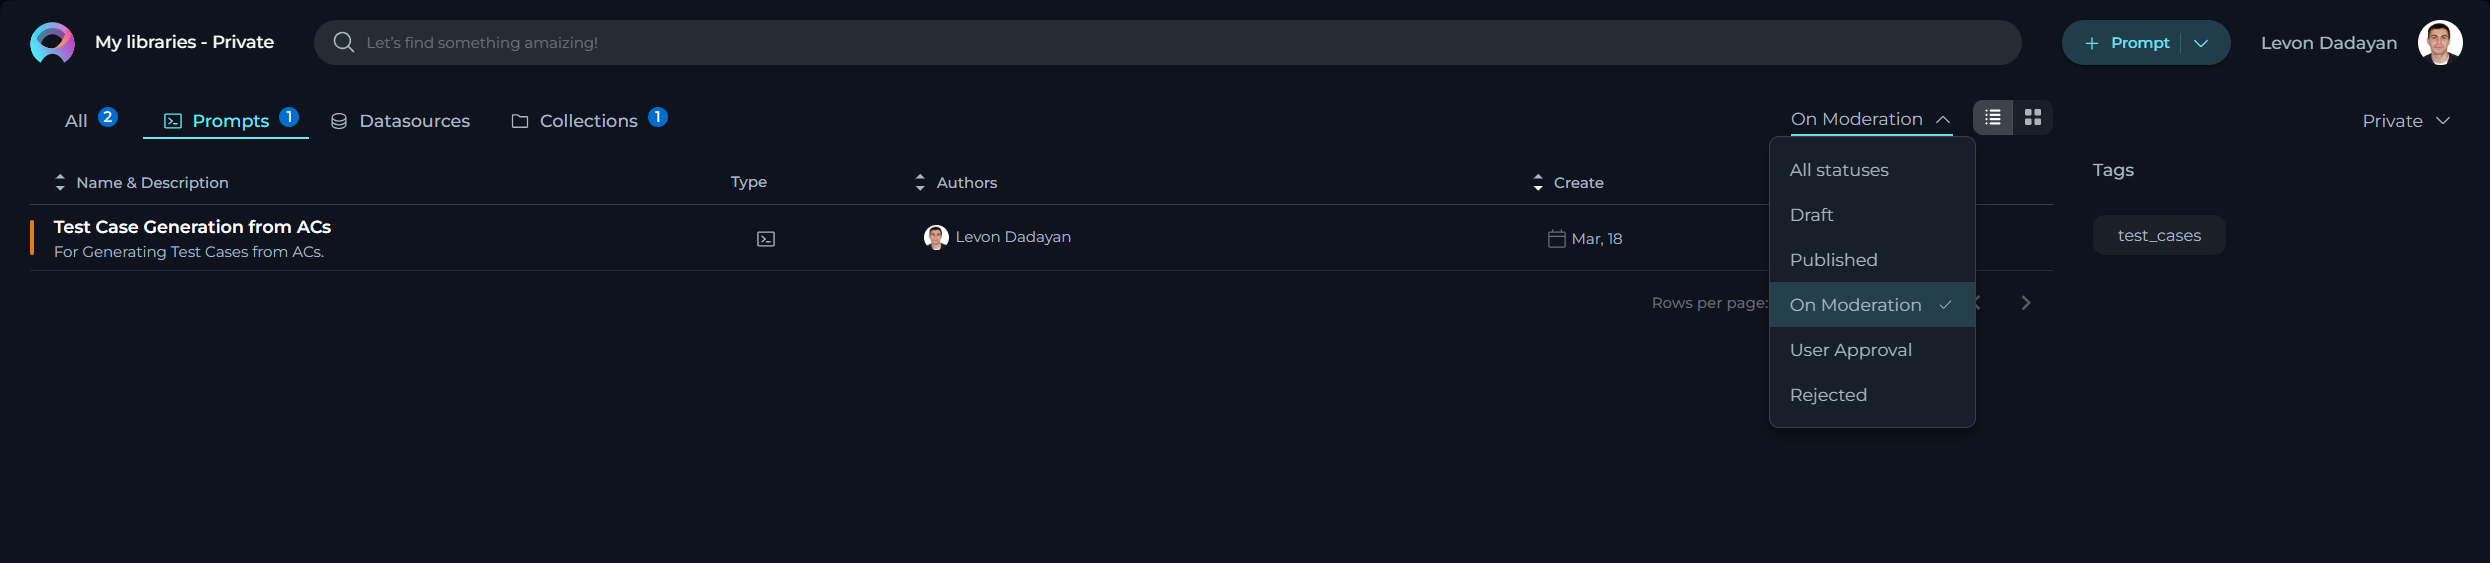 My libraries - Private
Let's find something amaizing!
+ Prompt
Levon Dadayan
All 2
Prompts 1
Datasources
Collections 1
On Moderation
Private
Name & Description
Type
Authors
Create
All statuses
Draft
Published
On Moderation
User Approval
Rejected
Tags
test_cases
Test Case Generation from ACs
For Generating Test Cases from ACs.
Levon Dadayan
Mar, 18
Rows per page: